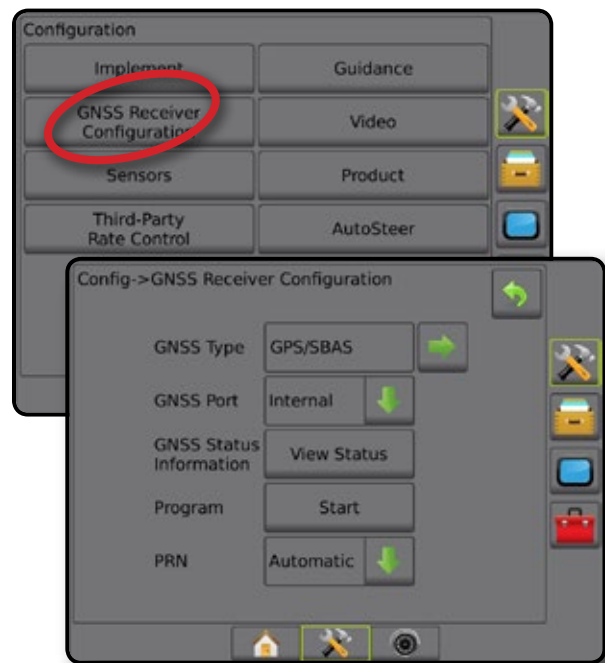 Configuration
Implement
Guidance
GNSS Receiver
Configuration
Video
Sensors
Product
Third-Party
Rate Control
AutoSteer
Config->GNSS Receiver Configuration
GNSS Type
GPS/SBAS
GNSS Port
Internal
GNSS Status
Information
View Status
Program
Start
PRN
Automatic